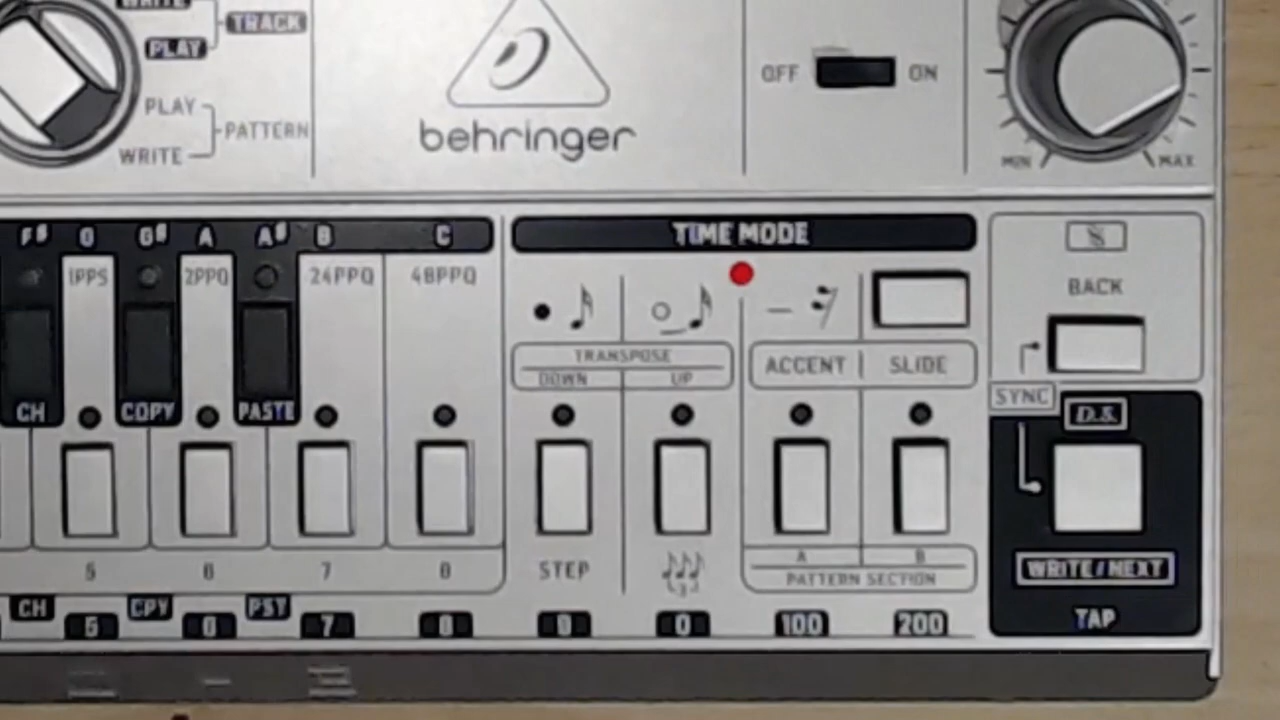 WRITE
TRACK
PLAY
PLAY
PATTERN
WRITE
behringer
OFF
ON
MIN
MAX
F# G G# A A# B C
TIME MODE
1PPS
2PPQ
24PPQ
48PPQ
BACK
TRANSPOSE
DOWN
UP
ACCENT
SLIDE
SYNC
CH
COPY
PASTE
D.S.
A
B
PATTERN SECTION
5
6
7
8
STEP
3
WRITE/NEXT
CH
CPY
PST
5
6
7
8
9
0
100
200
TAP